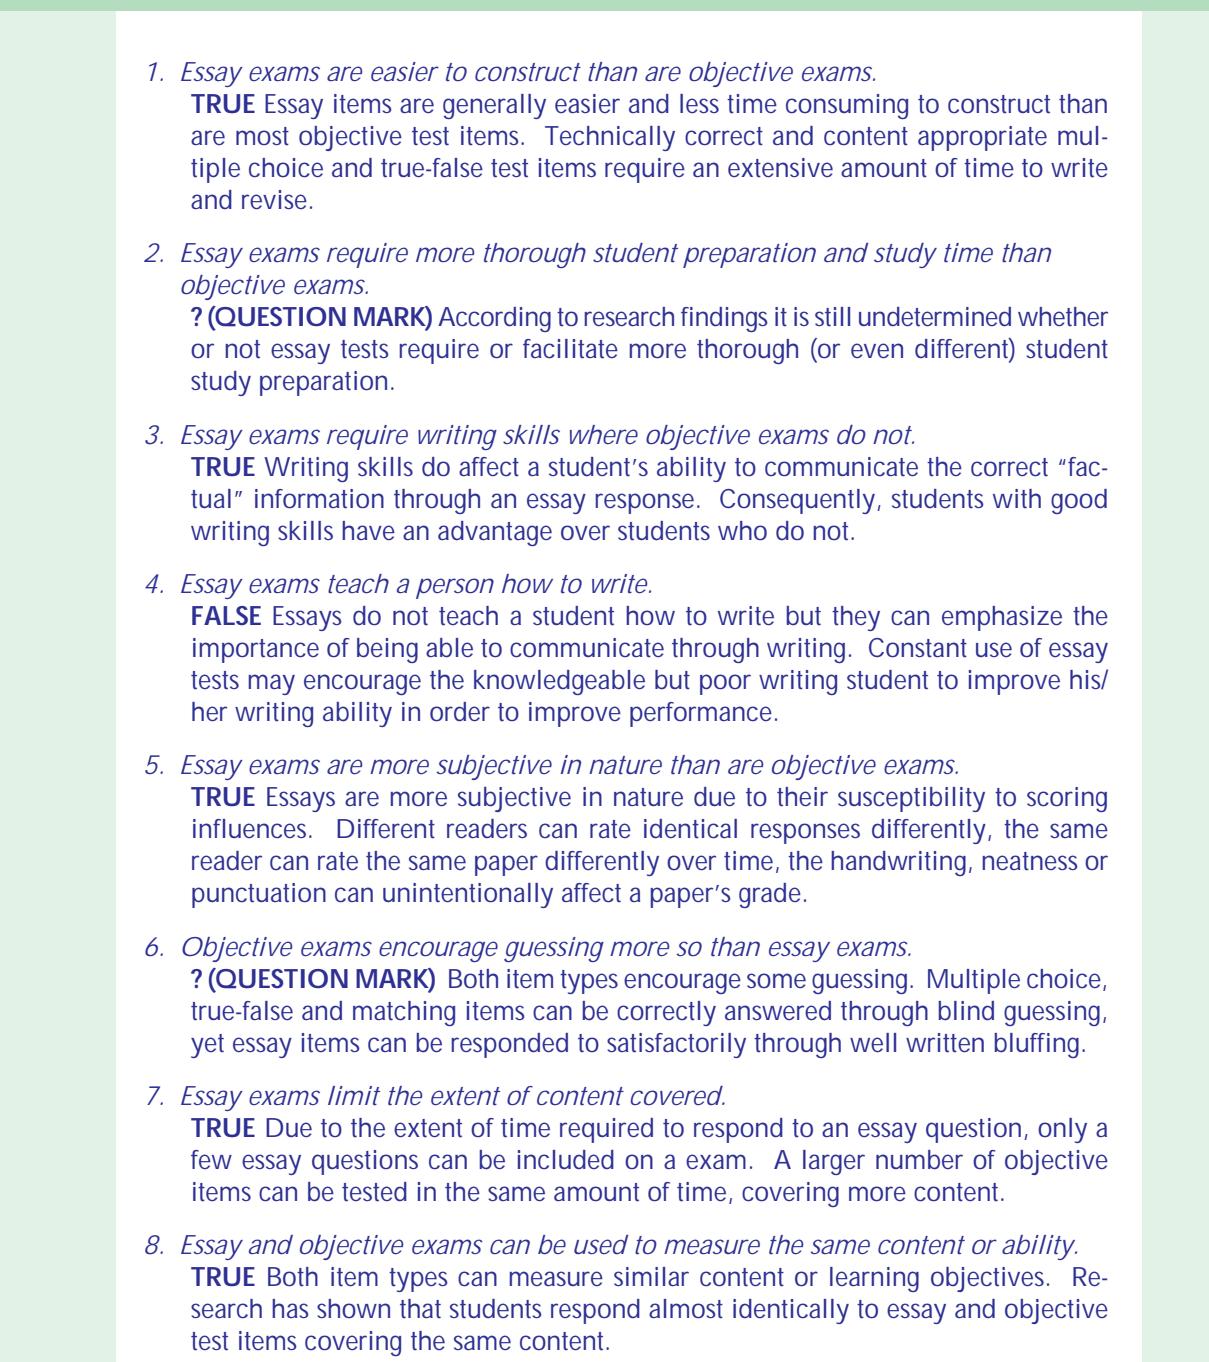 1. Essay exams are easier to construct than are objective exams.
TRUE Essay items are generally easier and less time consuming to construct than
are most objective test items. Technically correct and content appropriate mul-
tiple choice and true-false test items require an extensive amount of time to write
and revise.
2. Essay exams require more thorough student preparation and study time than
objective exams.
? (QUESTION MARK) According to research findings it is still undetermined whether
or not essay tests require or facilitate more thorough (or even different) student
study preparation.
3. Essay exams require writing skills where objective exams do not.
TRUE Writing skills do affect a student's ability to communicate the correct "fac-
tual" information through an essay response. Consequently, students with good
writing skills have an advantage over students who do not.
4. Essay exams teach a person how to write.
FALSE Essays do not teach a student how to write but they can emphasize the
importance of being able to communicate through writing. Constant use of essay
tests may encourage the knowledgeable but poor writing student to improve his/
her writing ability in order to improve performance.
5. Essay exams are more subjective in nature than are objective exams.
TRUE Essays are more subjective in nature due to their susceptibility to scoring
influences. Different readers can rate identical responses differently, the same
reader can rate the same paper differently over time, the handwriting, neatness or
punctuation can unintentionally affect a paper's grade.
6. Objective exams encourage guessing more so than essay exams.
? (QUESTION MARK) Both item types encourage some guessing. Multiple choice,
true-false and matching items can be correctly answered through blind guessing,
yet essay items can be responded to satisfactorily through well written bluffing.
7. Essay exams limit the extent of content covered.
TRUE Due to the extent of time required to respond to an essay question, only a
few essay questions can be included on a exam. A larger number of objective
items can be tested in the same amount of time, covering more content.
8. Essay and objective exams can be used to measure the same content or ability.
TRUE Both item types can measure similar content or learning objectives. Re-
search has shown that students respond almost identically to essay and objective
test items covering the same content.